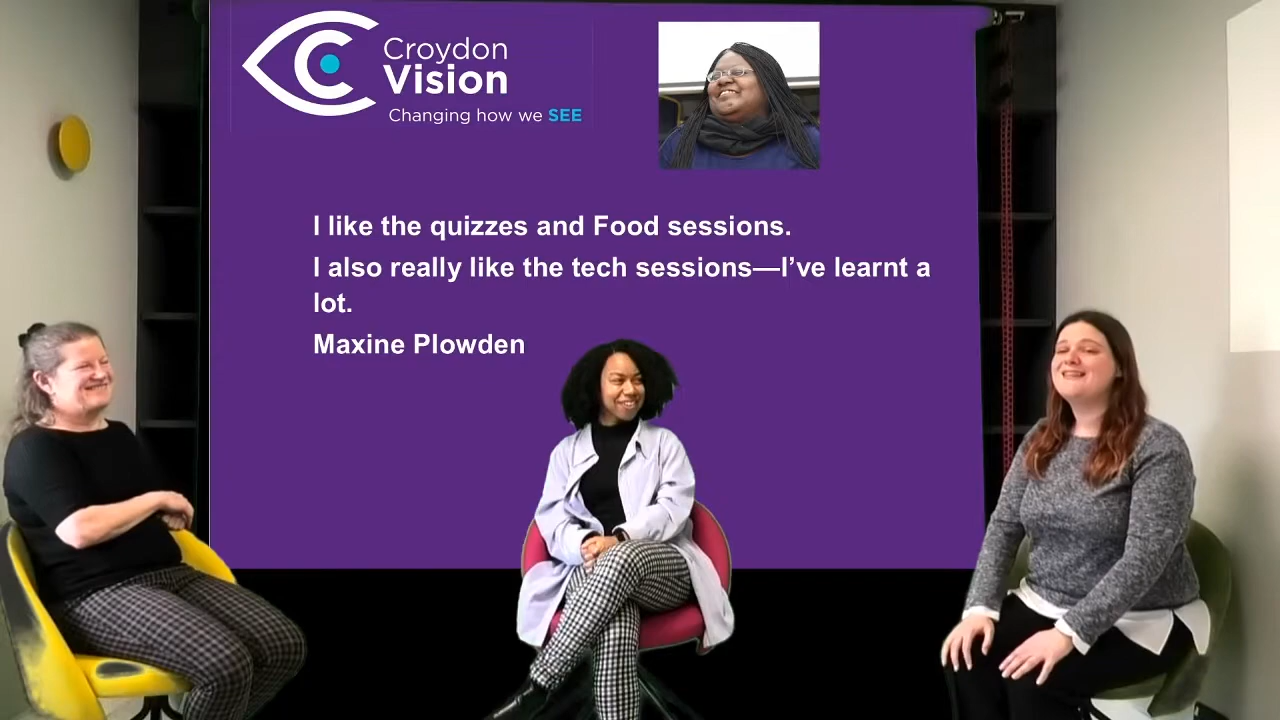 Croydon
Vision
Changing how we SEE
I like the quizzes and Food sessions.
I also really like the tech sessions—I’ve learnt a
lot.
Maxine Plowden